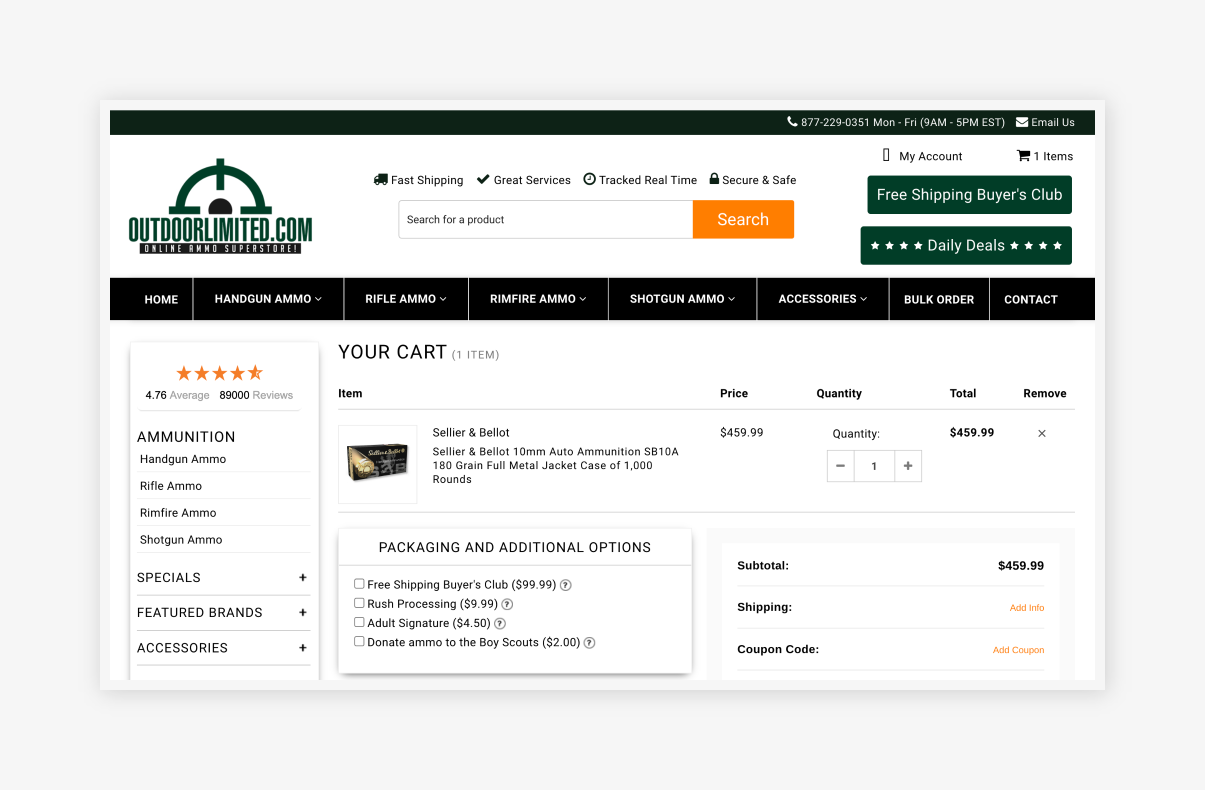 877-229-0351 Mon - Fri (9AM - 5PM EST) Email Us
My Account 1 Items
Fast Shipping Great Services Tracked Real Time Secure & Safe
Free Shipping Buyer's Club
OUTDOORLIMITED.COM
ONLINE AMMO SUPERSTORE!
Search for a product Search
Daily Deals
HOME HANDGUN AMMO RIFLE AMMO RIMFIRE AMMO SHOTGUN AMMO ACCESSORIES BULK ORDER CONTACT
4.76 Average 89000 Reviews
AMMUNITION
Handgun Ammo
Rifle Ammo
Rimfire Ammo
Shotgun Ammo
SPECIALS +
FEATURED BRANDS +
ACCESSORIES +
YOUR CART (1 ITEM)
Item Price Quantity Total Remove
Sellier & Bellot
Sellier & Bellot $459.99 Quantity: $459.99 ×
Sellier & Bellot 10mm Auto Ammunition SB10A
180 Grain Full Metal Jacket Case of 1,000
Rounds
− 1 +
PACKAGING AND ADDITIONAL OPTIONS
Free Shipping Buyer's Club ($99.99) ?
Rush Processing ($9.99) ?
Adult Signature ($4.50) ?
Donate ammo to the Boy Scouts ($2.00) ?
Subtotal: $459.99
Shipping: Add Info
Coupon Code: Add Coupon